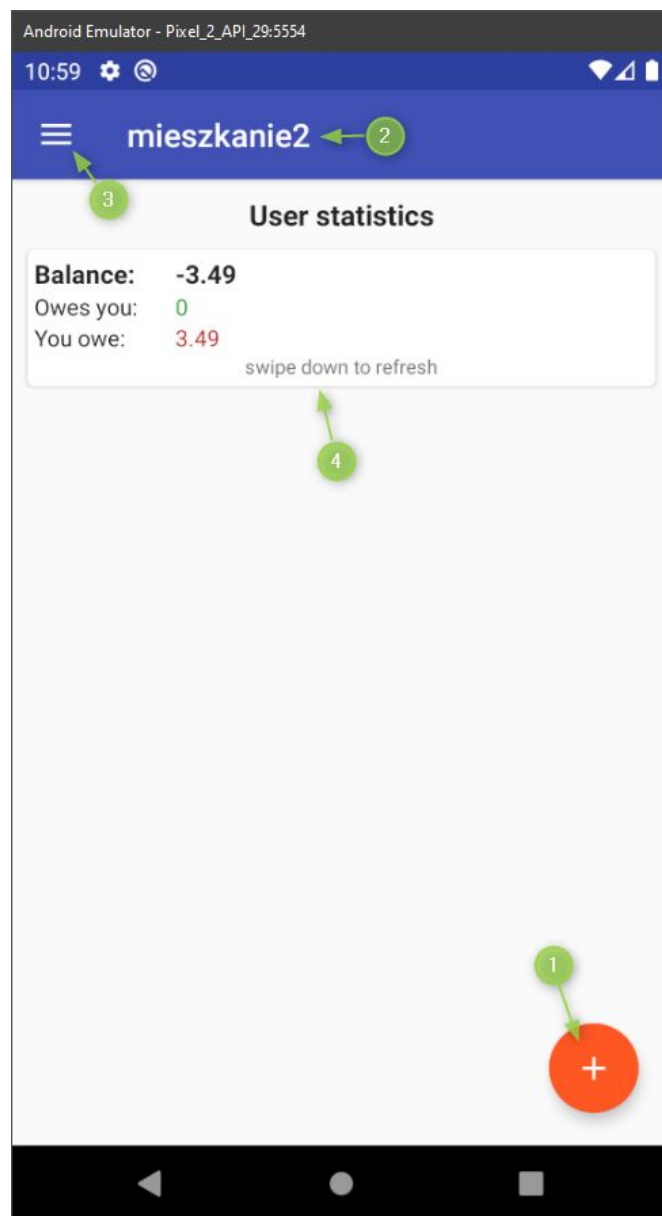 Android Emulator - Pixel_2_API_29:5554
10:59
mieszkanie2 2
3
User statistics
Balance: -3.49
Owes you: 0
You owe: 3.49
swipe down to refresh
4
1
+